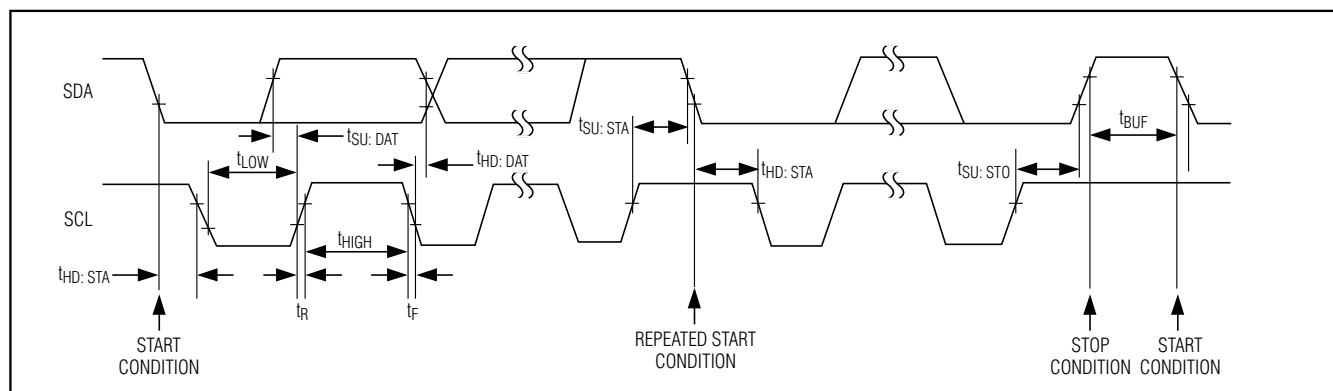 SDA
tSU: DAT
tLOW
tHD: DAT
tSU: STA
tHD: STA
tBUF
tSU: STO
SCL
tHIGH
tHD: STA
tR
tF
START
CONDITION
REPEATED START
CONDITION
STOP
CONDITION
START
CONDITION